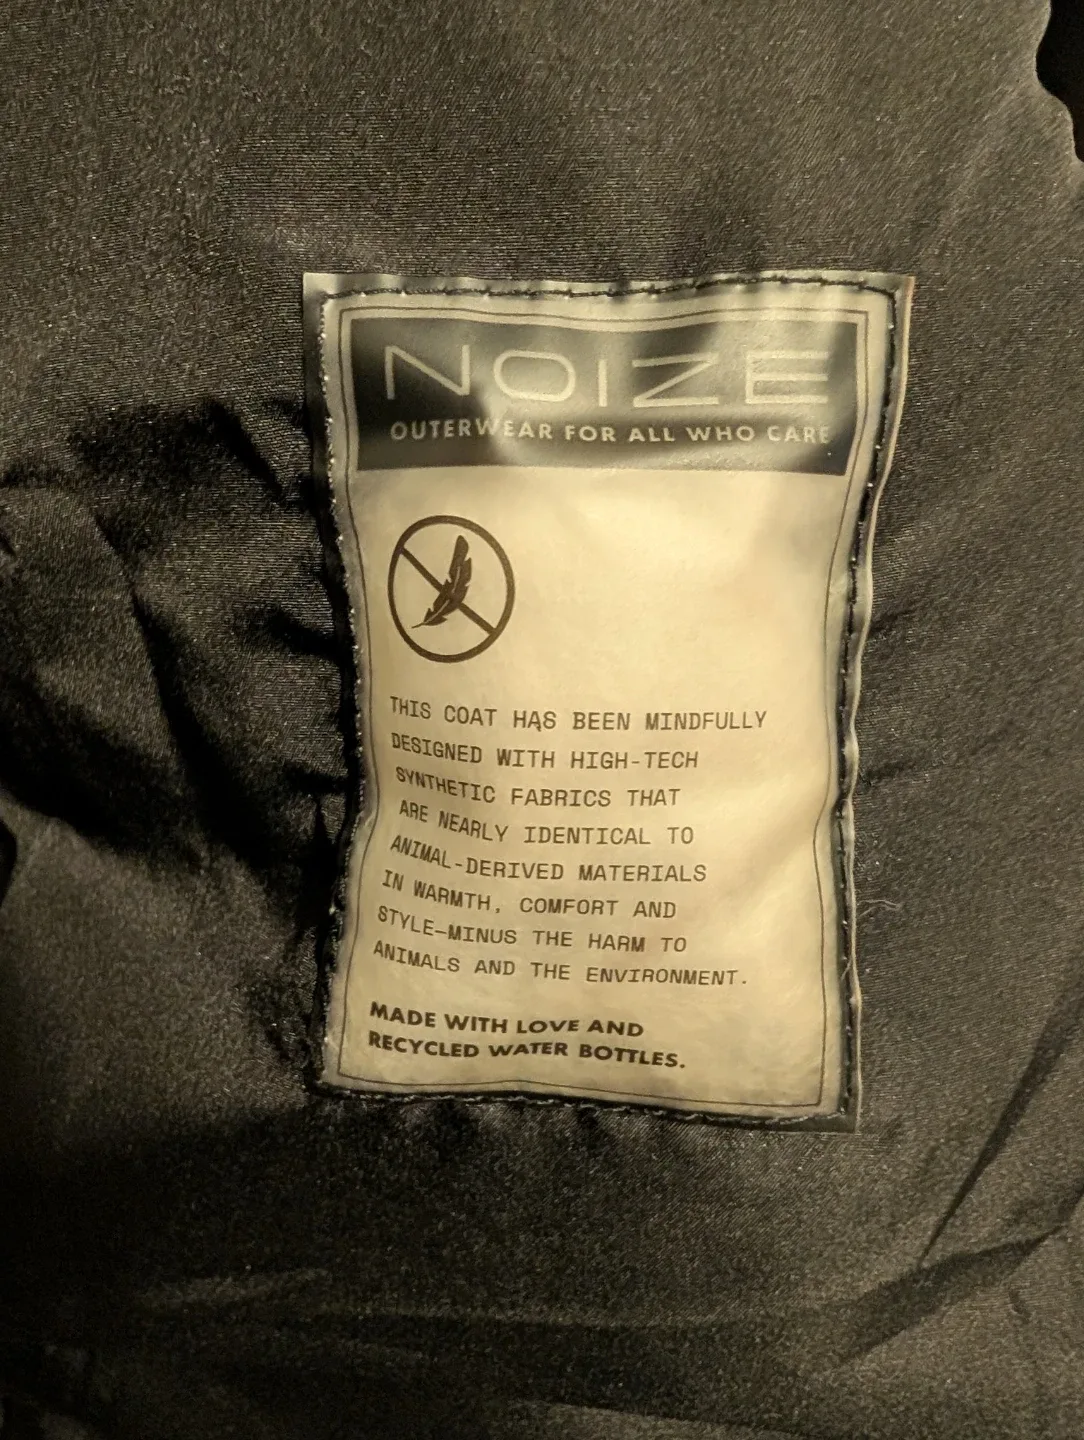 NOIZE
OUTERWEAR FOR ALL WHO CARE
THIS COAT HAS BEEN MINDFULLY
DESIGNED WITH HIGH-TECH
SYNTHETIC FABRICS THAT
ARE NEARLY IDENTICAL TO
ANIMAL-DERIVED MATERIALS
IN WARMTH, COMFORT AND
STYLE—MINUS THE HARM TO
ANIMALS AND THE ENVIRONMENT.
MADE WITH LOVE AND
RECYCLED WATER BOTTLES.